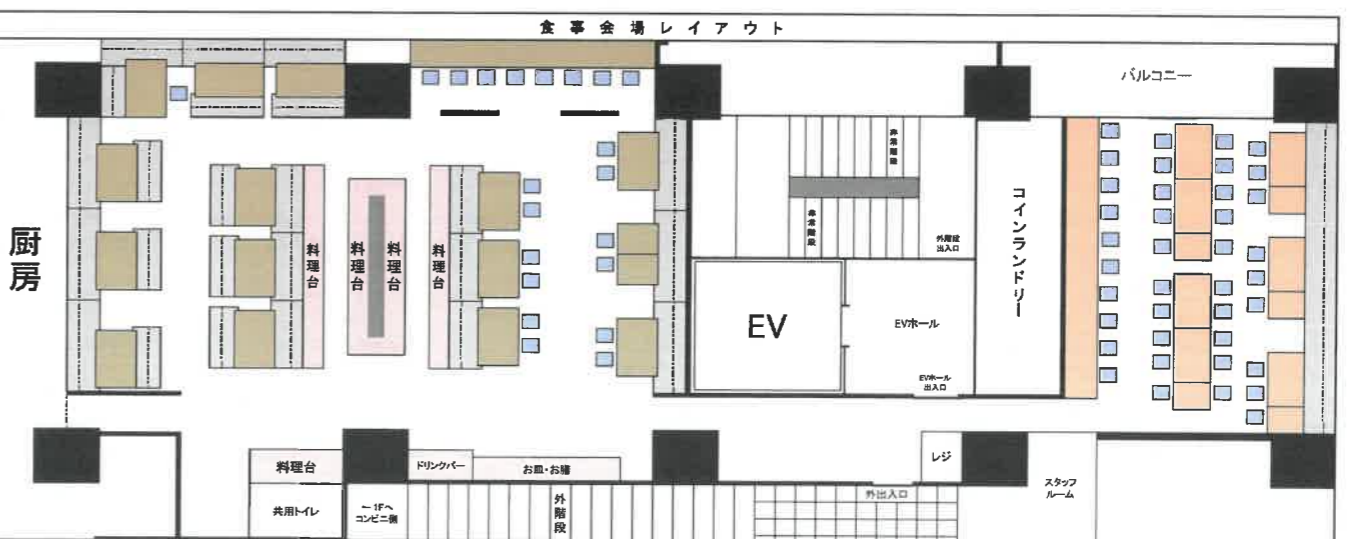 食事会場レイアウト
バルコニー
非常階段
非常階段
外階段
出入口
コインランドリー
厨房
料理台
料理台
料理台
料理台
EV
EVホール
EVホール
出入口
料理台
ドリンクバー
お皿・お膳
レジ
共用トイレ
←1Fへ
コンビニ側
外階段
外出入口
スタッフ
ルーム